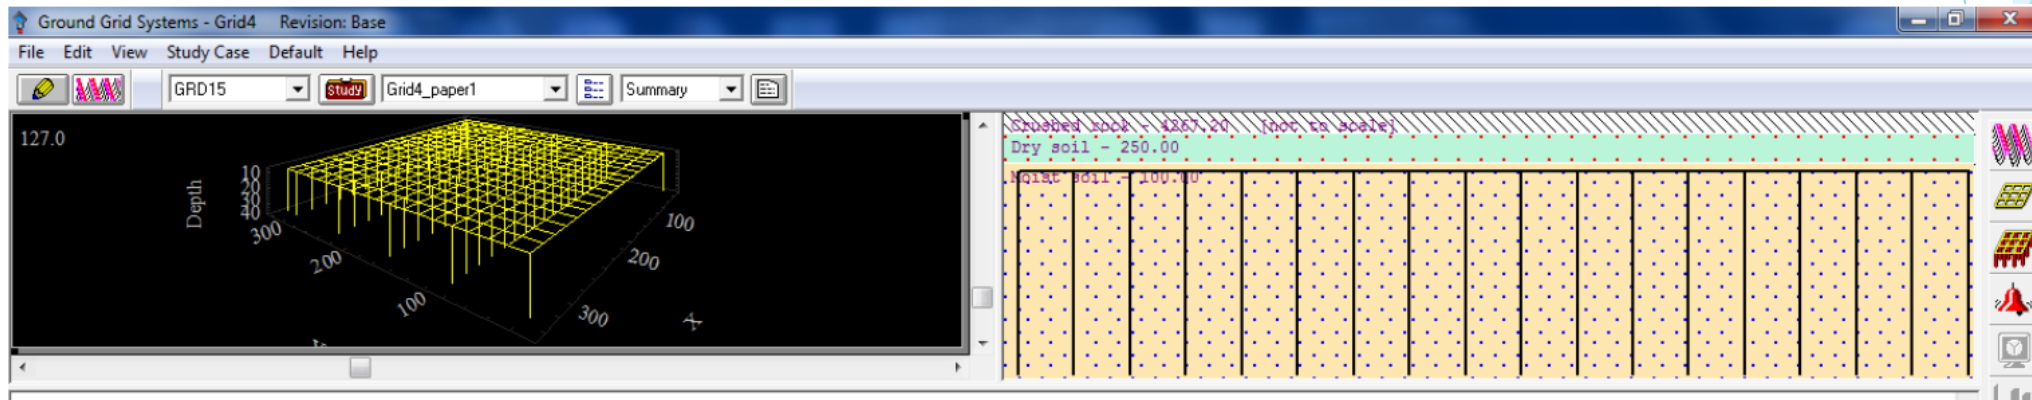 Ground Grid Systems - Grid4 Revision: Base
File Edit View Study Case Default Help
GRD15 Study Grid4_paper1 Summary
127.0
Depth
10
20
30
40
300
200
100
100
200
300
X
Crushed rock - 4267.20 [not to scale]
Dry soil - 250.00
Moist soil - 100.00